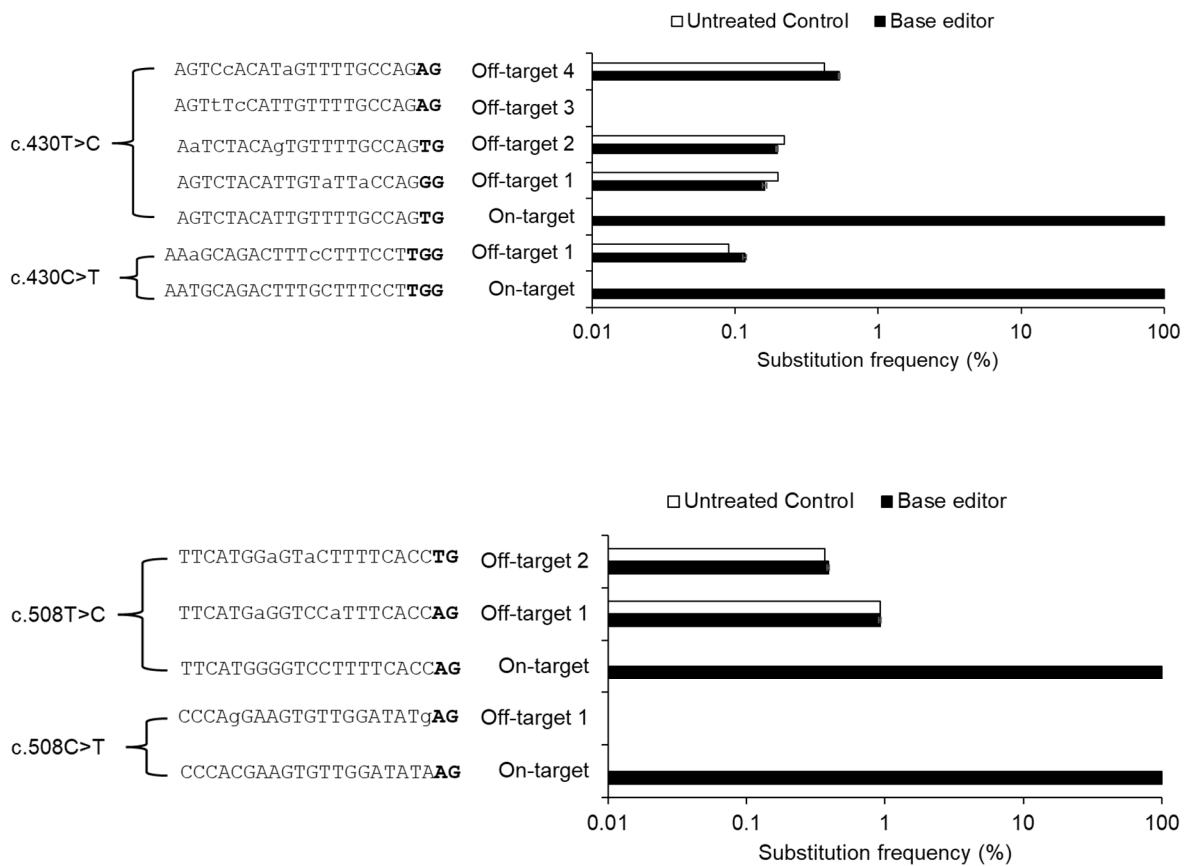 □Untreated Control ■Base editor
AGTCcACATaGTTTTGCCAGAG Off-target 4
AGTtTcCATTGTTTTGCCAGAG Off-target 3
c.430T>C
AaTCTACAgTGTTTTGCCAGTG Off-target 2
AGTCTACATTGTaTTaCCAGGG Off-target 1
AGTCTACATTGTTTTGCCAGTG On-target
AAaGCAGACTTTcCTTTCCTTGG Off-target 1
c.430C>T
AATGCAGACTTTGCTTTCCTTGG On-target
0.01 0.1 1 10 100
Substitution frequency (%)
□Untreated Control ■Base editor
TTCATGGaGTaCTTTTCACCTG Off-target 2
c.508T>C
TTCATGaGGTCCaTTTCACCAG Off-target 1
TTCATGGGGTCCTTTTCACCAG On-target
CCCAgGAAGTGTTGGATATgAG Off-target 1
c.508C>T
CCCACGAAGTGTTGGATATAAG On-target
0.01 0.1 1 10 100
Substitution frequency (%)